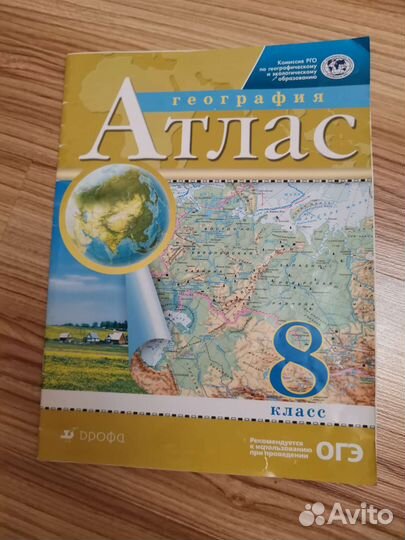 Комиссия РГО
по географическому
и экологическому
образованию
география
Атлас
8
класс
дрофа
Рекомендуется
к использованию
при проведении
ОГЭ
Avito